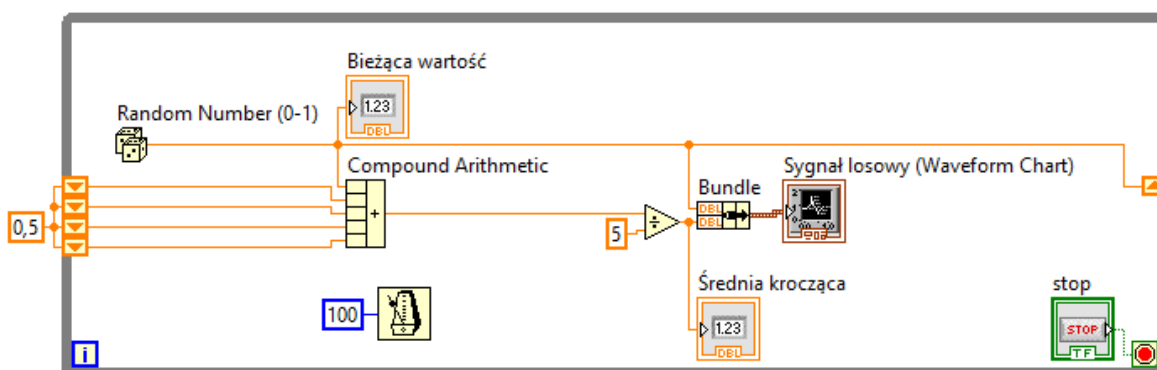 Bieżąca wartość
1.23
DBL
Random Number (0-1)
Compound Arithmetic
+
Sygnał losowy (Waveform Chart)
Bundle
DBL
DBL
0,5
5
÷
Średnia krocząca
1.23
DBL
100
stop
STOP
TF
i